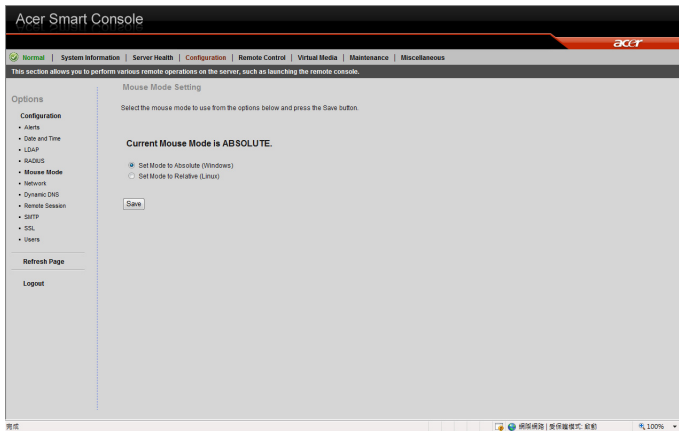 Acer Smart Console
acer
Normal | System Information | Server Health | Configuration | Remote Control | Virtual Media | Maintenance | Miscellaneous
This section allows you to perform various remote operations on the server, such as launching the remote console.
Options
Configuration
• Alerts
• Date and Time
• LDAP
• RADIUS
• Mouse Mode
• Network
• Dynamic DNS
• Remote Session
• SMTP
• SSL
• Users
Refresh Page
Logout
Mouse Mode Setting
Select the mouse mode to use from the options below and press the Save button.
Current Mouse Mode is ABSOLUTE.
Set Mode to Absolute (Windows)
Set Mode to Relative (Linux)
Save
完成
網際網路 | 受保護模式: 啟動
100%